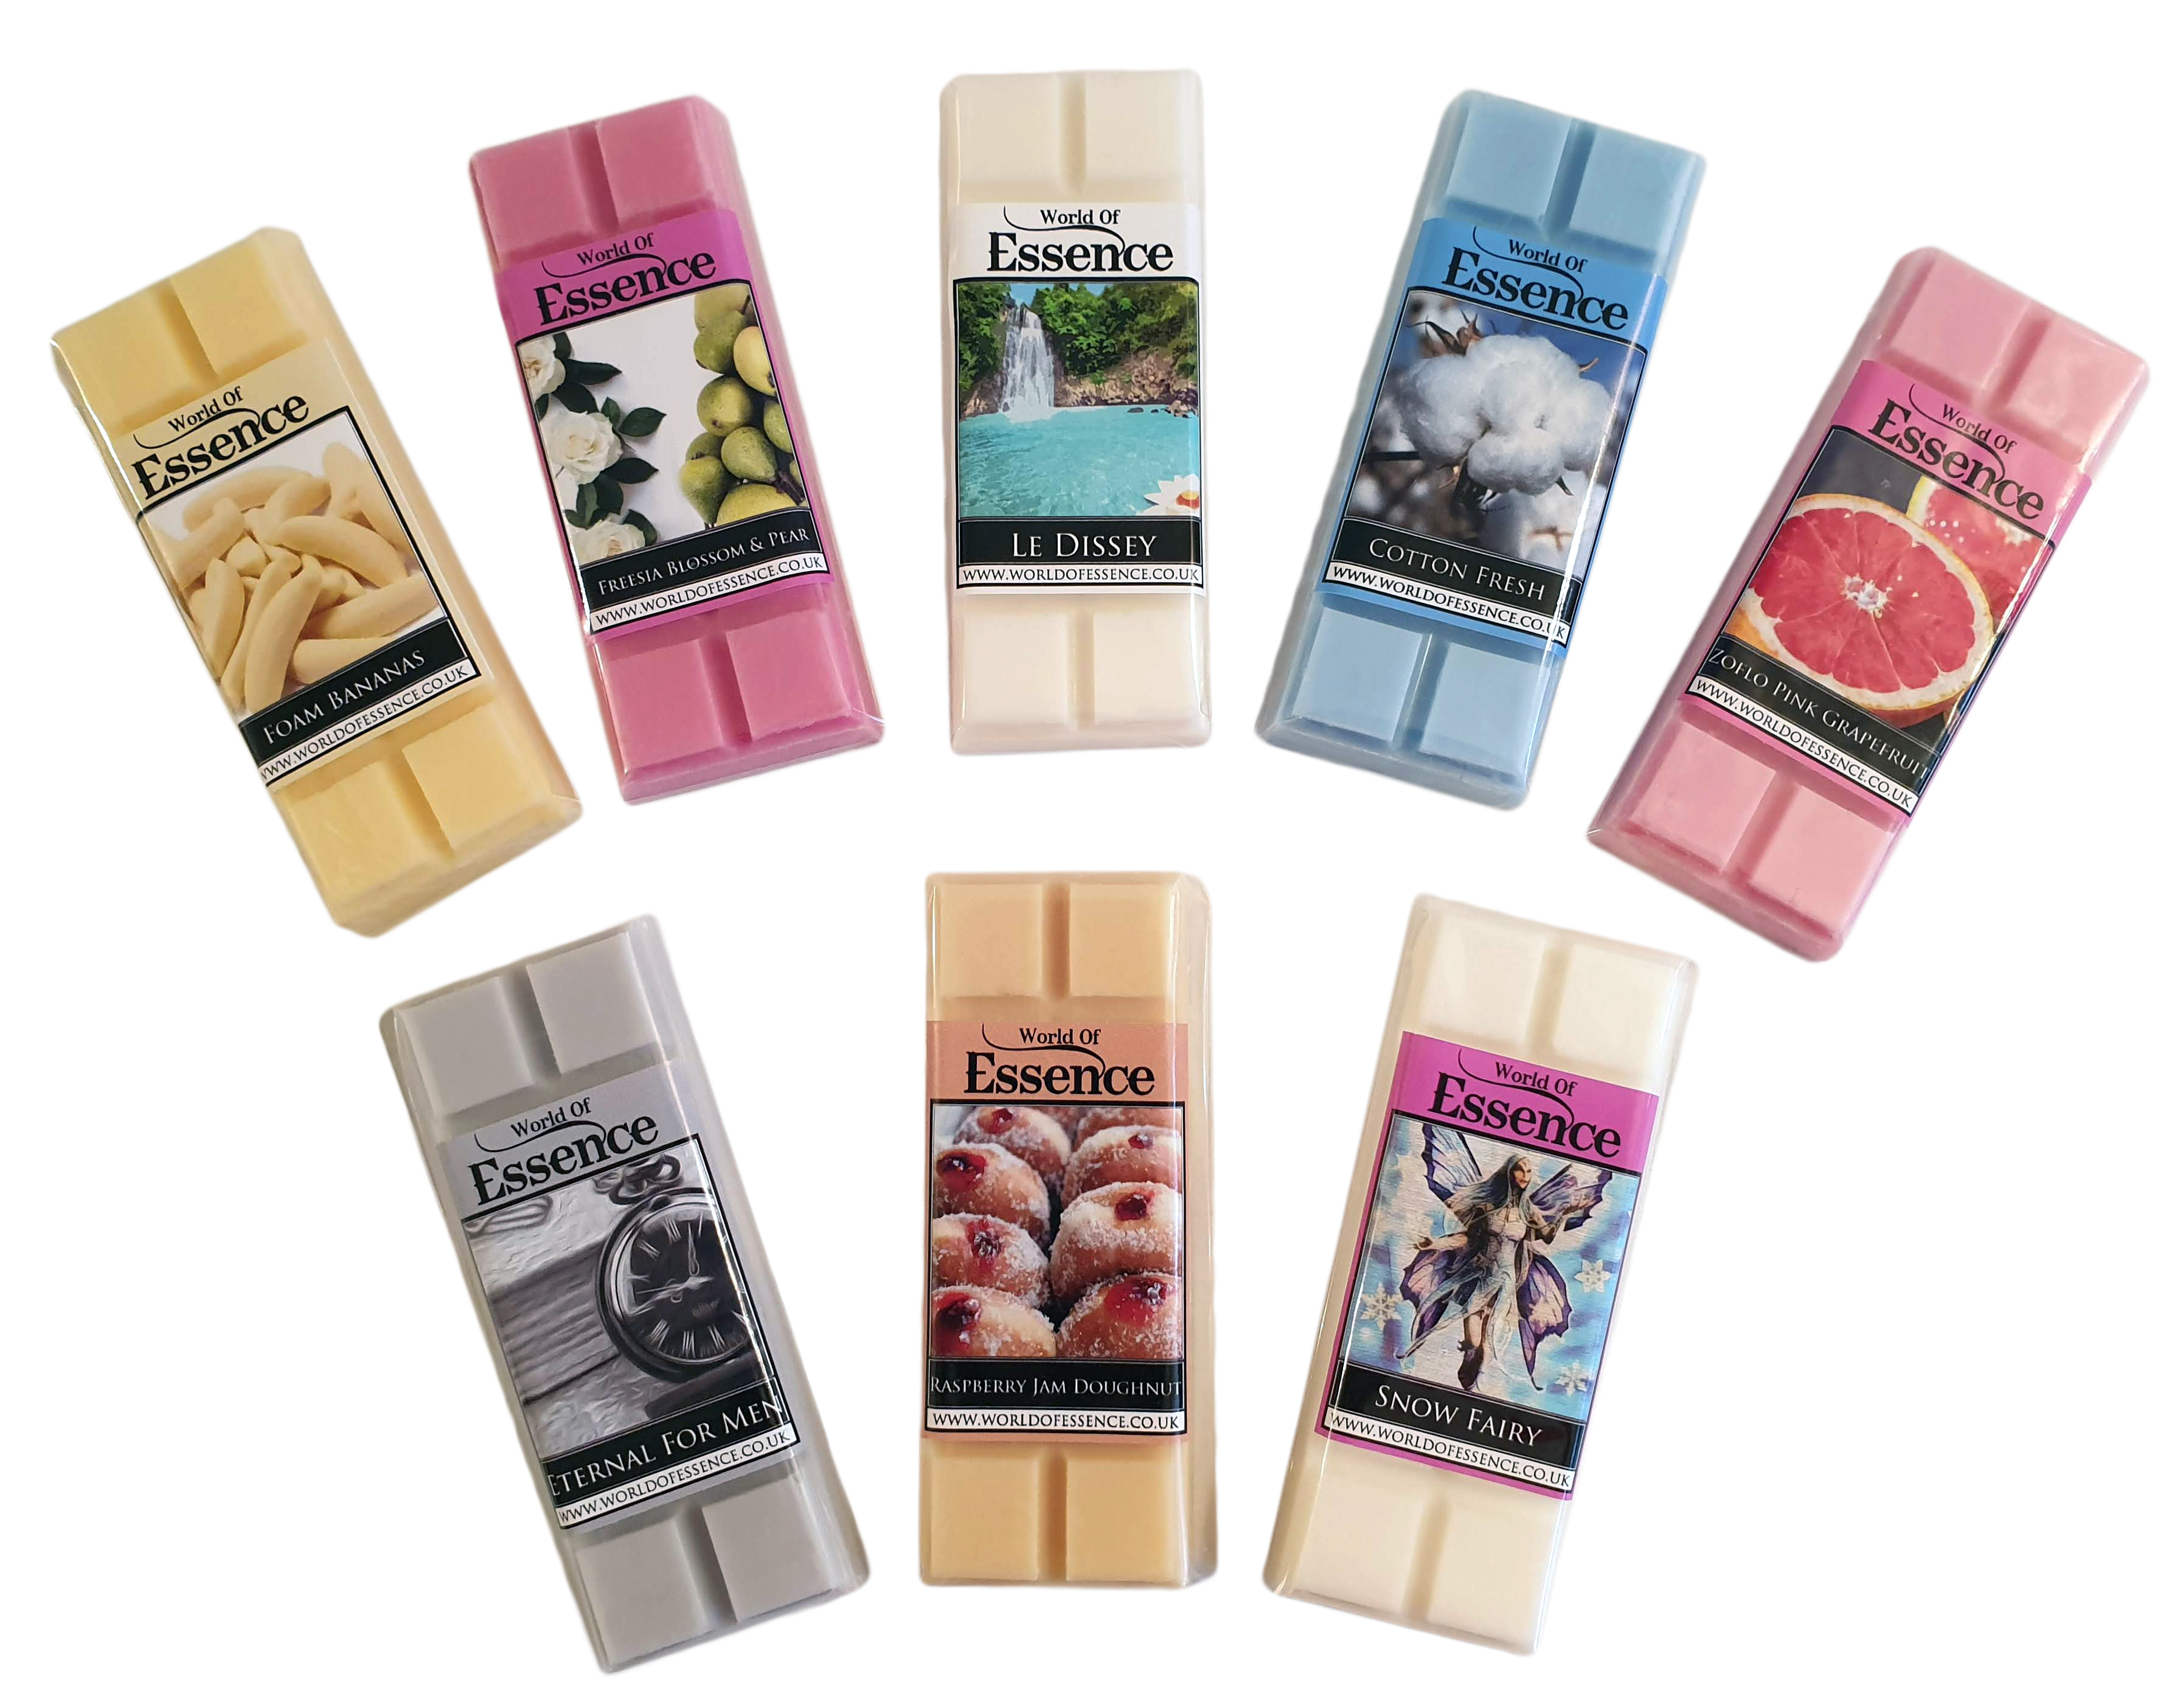 World Of
Essence
Foam Bananas
www.worldofessence.co.uk
World Of
Essence
Freesia Blossom & Pear
www.worldofessence.co.uk
World Of
Essence
Le Dissey
www.worldofessence.co.uk
World Of
Essence
Cotton Fresh
www.worldofessence.co.uk
World Of
Essence
Zoflo Pink Grapefruit
www.worldofessence.co.uk
World Of
Essence
Eternal For Men
www.worldofessence.co.uk
World Of
Essence
Raspberry Jam Doughnut
www.worldofessence.co.uk
World Of
Essence
Snow Fairy
www.worldofessence.co.uk